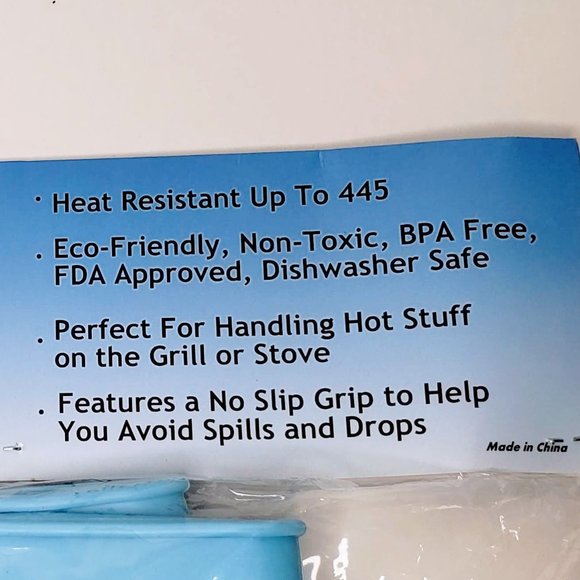 · Heat Resistant Up To 445
· Eco-Friendly, Non-Toxic, BPA Free,
FDA Approved, Dishwasher Safe
· Perfect For Handling Hot Stuff
on the Grill or Stove
· Features a No Slip Grip to Help
You Avoid Spills and Drops
Made in China